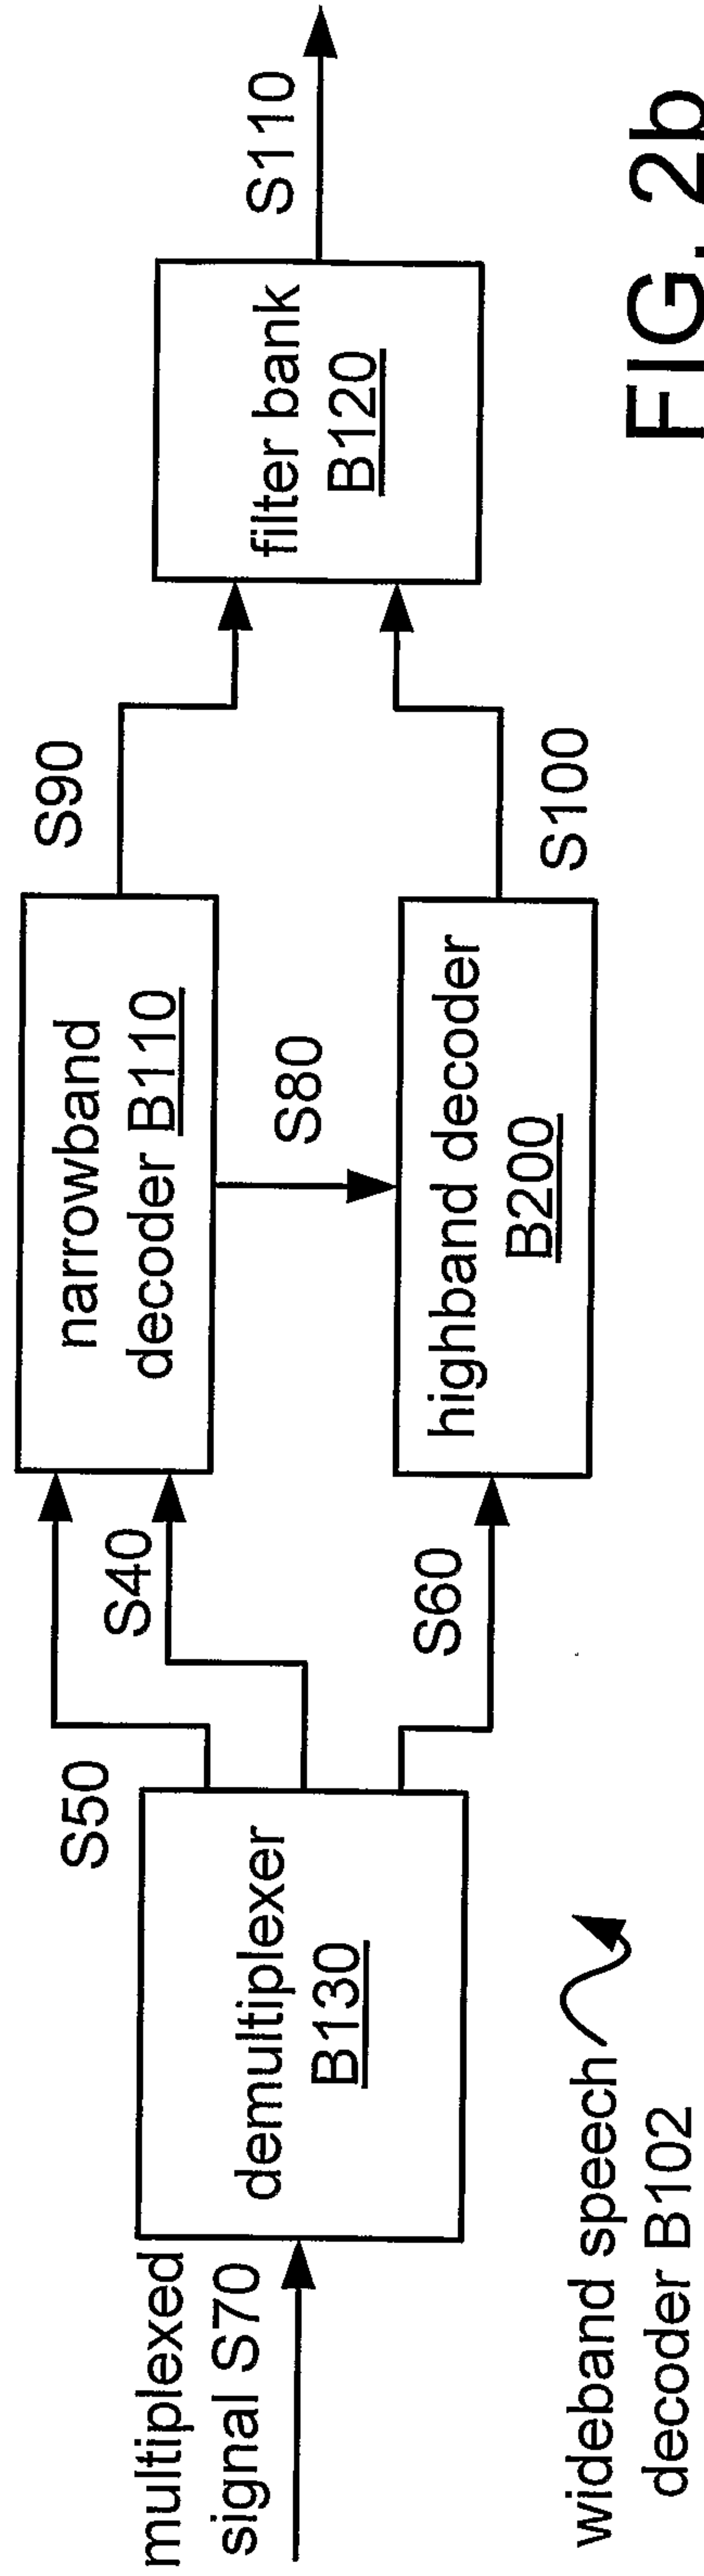 multiplexed
signal S70
demultiplexer
B130
S50
S40
S60
narrowband
decoder B110
S80
highband decoder
B200
S90
S100
filter bank
B120
S110
wideband speech
decoder B102
FIG. 2b